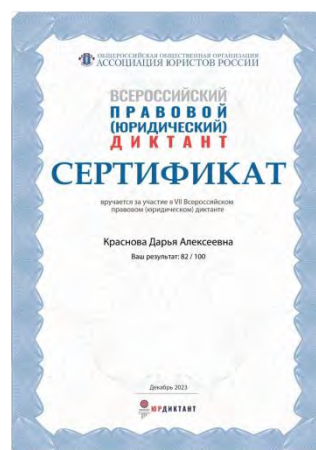 ОБЩЕРОССИЙСКАЯ ОБЩЕСТВЕННАЯ ОРГАНИЗАЦИЯ
АССОЦИАЦИЯ ЮРИСТОВ РОССИИ
ВСЕРОССИЙСКИЙ
ПРАВОВОЙ
(ЮРИДИЧЕСКИЙ)
ДИКТАНТ
СЕРТИФИКАТ
вручается за участие в VII Всероссийском
правовом (юридическом) диктанте
Краснова Дарья Алексеевна
Ваш результат: 82 / 100
Декабрь 2023
ЮРДИКТАНТ